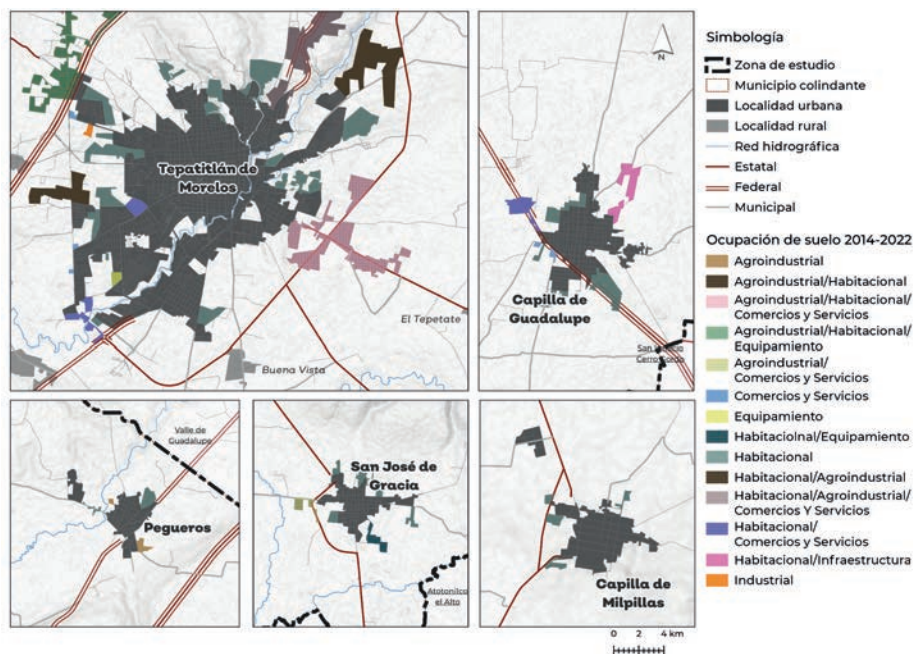 Tepatitlán de
Morelos
El Tepetate
Buena Vista
N
Capilla de
Guadalupe
San Ignacio
Cerro Gordo
Valle de
Guadalupe
Pegueros
San José de
Gracia
Atotonilco
el Alto
Capilla de
Milpillas
0 2 4 km
Simbología
Zona de estudio
Municipio colindante
Localidad urbana
Localidad rural
Red hidrográfica
Estatal
Federal
Municipal
Ocupación de suelo 2014-2022
Agroindustrial
Agroindustrial/Habitacional
Agroindustrial/Habitacional/
Comercios y Servicios
Agroindustrial/Habitacional/
Equipamiento
Agroindustrial/
Comercios y Servicios
Comercios y Servicios
Equipamiento
Habitaciolnal/Equipamiento
Habitacional
Habitacional/Agroindustrial
Habitacional/Agroindustrial/
Comercios Y Servicios
Habitacional/
Comercios y Servicios
Habitacional/Infraestructura
Industrial